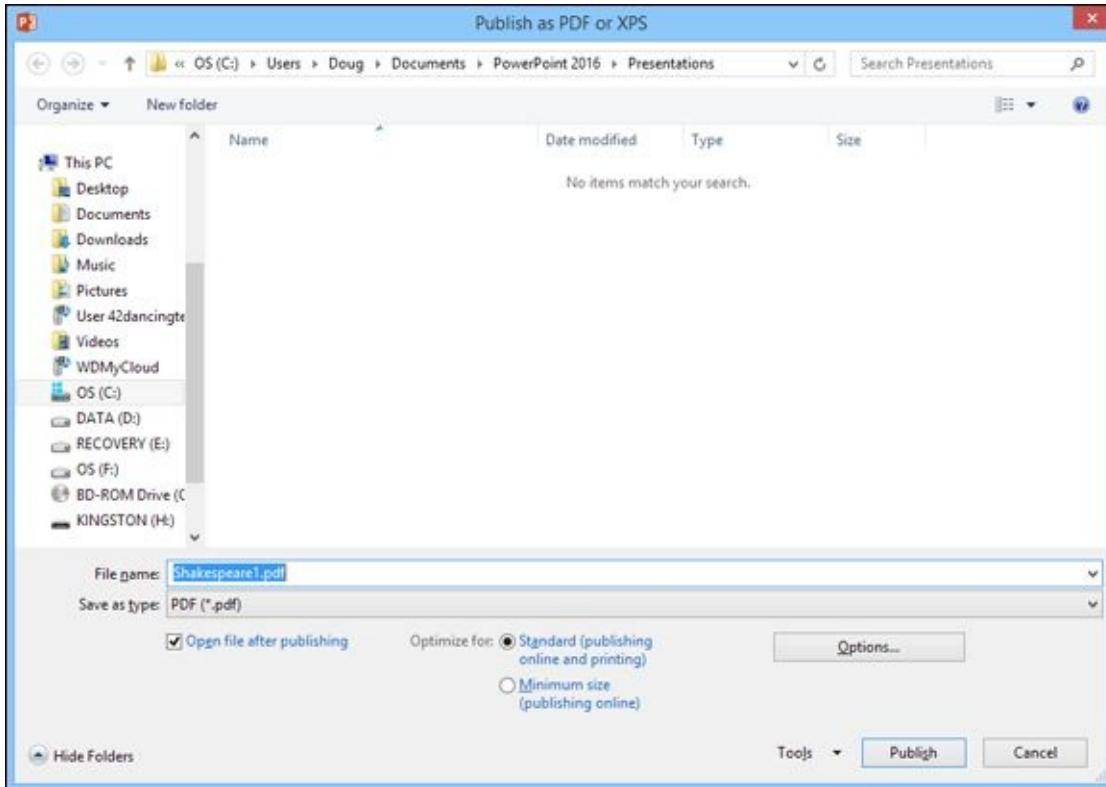 Publish as PDF or XPS
« OS (C:) ▸ Users ▸ Doug ▸ Documents ▸ PowerPoint 2016 ▸ Presentations
Search Presentations
Organize
New folder
Name
Date modified
Type
Size
No items match your search.
This PC
Desktop
Documents
Downloads
Music
Pictures
User 42dancingte
Videos
WDMyCloud
OS (C:)
DATA (D:)
RECOVERY (E:)
OS (F:)
BD-ROM Drive (
KINGSTON (H:)
File name: Shakespeare1.pdf
Save as type: PDF (*.pdf)
Open file after publishing
Optimize for:
Standard (publishing
online and printing)
Minimum size
(publishing online)
Options...
Hide Folders
Tools
Publish
Cancel